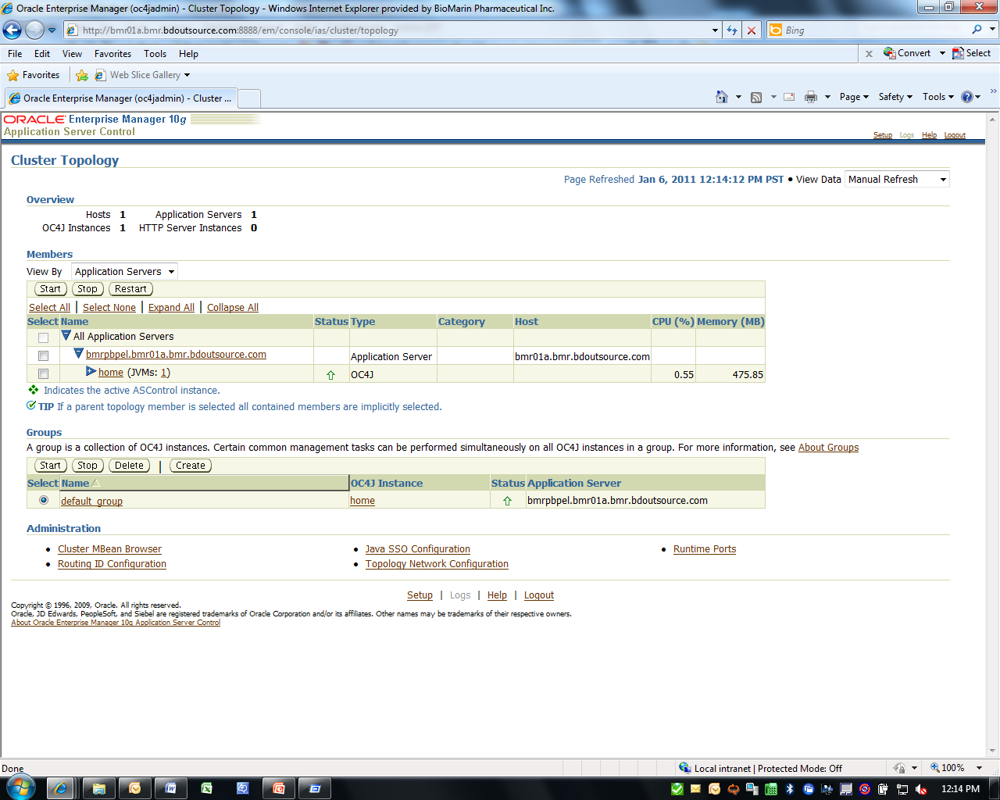 Oracle Enterprise Manager (oc4jadmin) - Cluster Topology - Windows Internet Explorer provided by BioMarin Pharmaceutical Inc.
http://bmr01a.bmr.bdoutsource.com:8888/em/console/ias/cluster/topology
Bing
File Edit View Favorites Tools Help
Convert Select
Favorites Web Slice Gallery
Oracle Enterprise Manager (oc4jadmin) - Cluster ...
Page Safety Tools
ORACLE Enterprise Manager 10g
Application Server Control
Setup Logs Help Logout
Cluster Topology
Page Refreshed Jan 6, 2011 12:14:12 PM PST • View Data Manual Refresh
Overview
Hosts 1 Application Servers 1
OC4J Instances 1 HTTP Server Instances 0
Members
View By Application Servers
Start Stop Restart
Select All | Select None | Expand All | Collapse All
Select Name Status Type Category Host CPU (%) Memory (MB)
All Application Servers
bmrpbpel.bmr01a.bmr.bdoutsource.com Application Server bmr01a.bmr.bdoutsource.com
home (JVMs: 1) OC4J 0.55 475.85
Indicates the active ASControl instance.
TIP If a parent topology member is selected all contained members are implicitly selected.
Groups
A group is a collection of OC4J instances. Certain common management tasks can be performed simultaneously on all OC4J instances in a group. For more information, see About Groups
Start Stop Delete | Create
Select Name OC4J Instance Status Application Server
default_group home bmrpbpel.bmr01a.bmr.bdoutsource.com
Administration
• Cluster MBean Browser • Java SSO Configuration • Runtime Ports
• Routing ID Configuration • Topology Network Configuration
Setup | Logs | Help | Logout
Copyright © 1996, 2009, Oracle. All rights reserved.
Oracle, JD Edwards, PeopleSoft, and Siebel are registered trademarks of Oracle Corporation and/or its affiliates. Other names may be trademarks of their respective owners.
About Oracle Enterprise Manager 10g Application Server Control
Done Local intranet | Protected Mode: Off 100%
12:14 PM